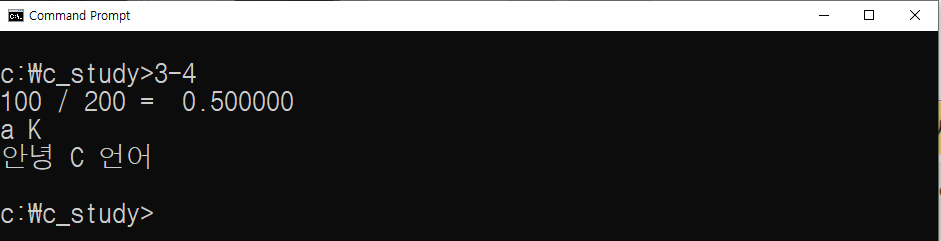 Command Prompt
c:₩c_study>3-4
100 / 200 =  0.500000
a K
안녕 C 언어
c:₩c_study>